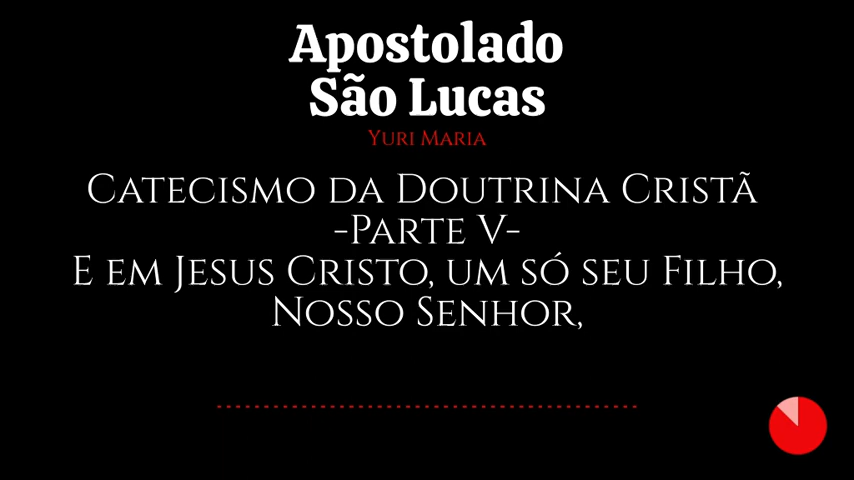 Apostolado
São Lucas
Yuri Maria
Catecismo da Doutrina Cristã
-Parte V-
E em Jesus Cristo, um só seu Filho,
Nosso Senhor,